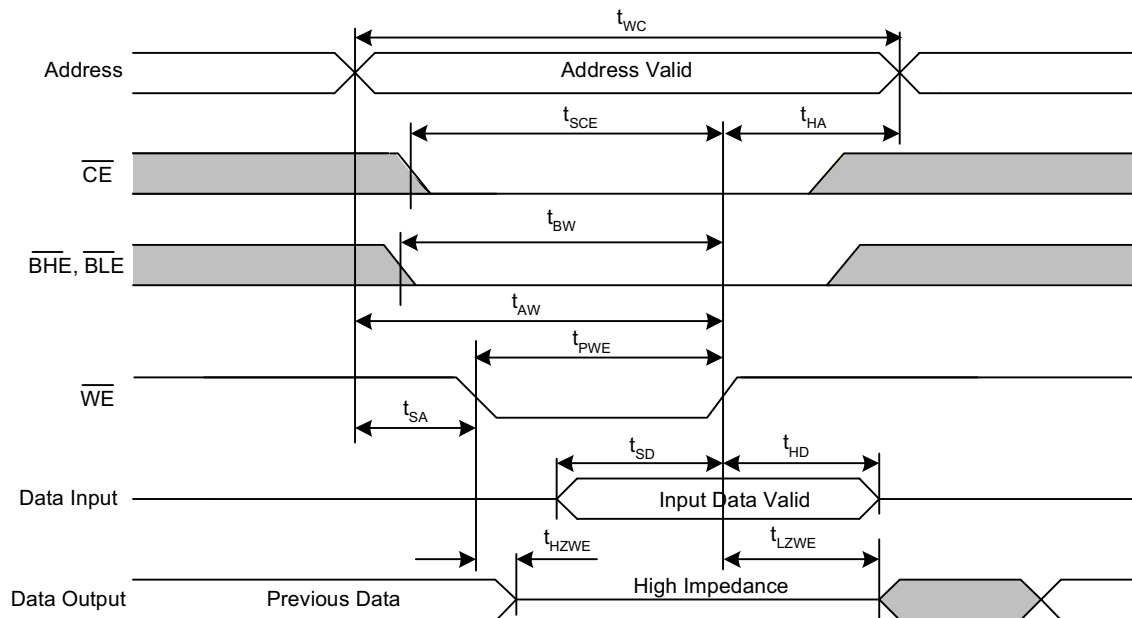 tWC
Address
Address Valid
tSCE
tHA
CE
tBW
BHE, BLE
tAW
tPWE
WE
tSA
tSD
tHD
Data Input
Input Data Valid
tHZWE
tLZWE
Data Output
Previous Data
High Impedance